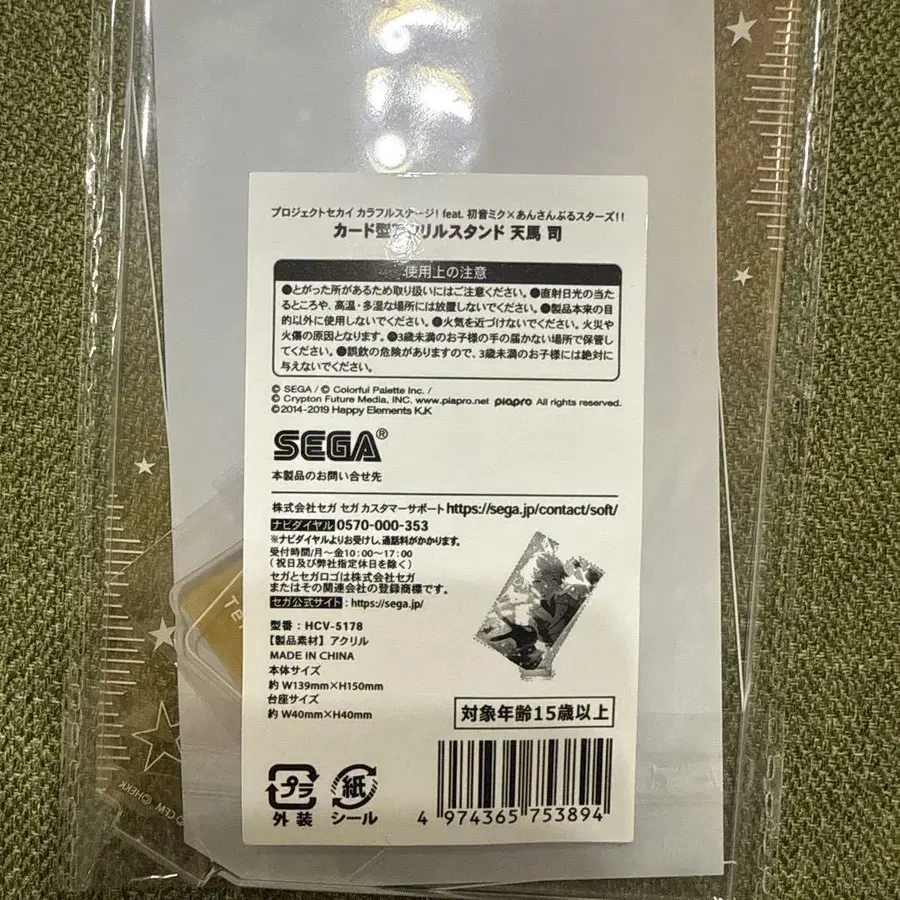 プロジェクトセカイ カラフルステージ! feat. 初音ミク×あんさんぶるスターズ!!
カード型アクリルスタンド 天馬 司
使用上の注意
●とがった所があるため取り扱いにはご注意ください。●直射日光の当た
るところや、高温・多湿な場所には放置しないでください。●製品本来の目
的以外に使用しないでください。●火気を近づけないでください。火災や
火傷の原因となります。●3歳未満のお子様の手の届かない場所で保管し
てください。●誤飲の危険がありますので、3歳未満のお子様には絶対に
与えないでください。
© SEGA / © Colorful Palette Inc. /
© Crypton Future Media, INC. www.piapro.net piapro All rights reserved.
©2014-2019 Happy Elements K.K
SEGA®
本製品のお問い合せ先
株式会社セガ セガ カスタマーサポート https://sega.jp/contact/soft/
ナビダイヤル 0570-000-353
※ナビダイヤルよりお受けし、通話料がかかります。
受付時間/月〜金10:00〜17:00
(祝日及び弊社指定休日を除く)
セガとセガロゴは株式会社セガ
またはその関連会社の登録商標です。
セガ公式サイト : https://sega.jp/
型番 : HCV-5178
【製品素材】アクリル
MADE IN CHINA
本体サイズ
約 W139mm×H150mm
台座サイズ
約 W40mm×H40mm
対象年齢15歳以上
プラ
外装
紙
シール
4 974365 753894